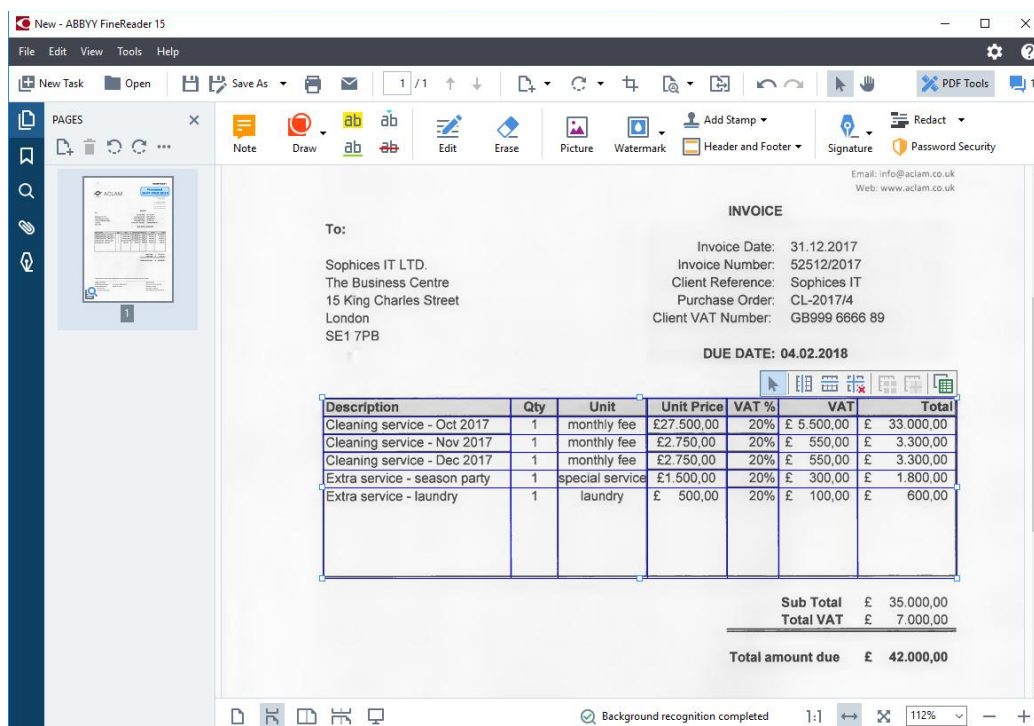 New - ABBYY FineReader 15
File Edit View Tools Help
New Task Open Save As 1 / 1 PDF Tools 1
PAGES
Note Draw ab ab ab ab Edit Erase Picture Watermark Add Stamp Header and Footer Signature Redact Password Security
ACLAM
1
Email: info@aclam.co.uk
Web: www.aclam.co.uk
INVOICE
To:
Invoice Date: 31.12.2017
Sophices IT LTD. Invoice Number: 52512/2017
The Business Centre Client Reference: Sophices IT
15 King Charles Street Purchase Order: CL-2017/4
London Client VAT Number: GB999 6666 89
SE1 7PB
DUE DATE: 04.02.2018
Description Qty Unit Unit Price VAT % VAT Total
Cleaning service - Oct 2017 1 monthly fee £27.500,00 20% £ 5.500,00 £ 33.000,00
Cleaning service - Nov 2017 1 monthly fee £2.750,00 20% £ 550,00 £ 3.300,00
Cleaning service - Dec 2017 1 monthly fee £2.750,00 20% £ 550,00 £ 3.300,00
Extra service - season party 1 special service £1.500,00 20% £ 300,00 £ 1.800,00
Extra service - laundry 1 laundry £ 500,00 20% £ 100,00 £ 600,00
Sub Total £ 35.000,00
Total VAT £ 7.000,00
Total amount due £ 42.000,00
Background recognition completed 1:1 112%